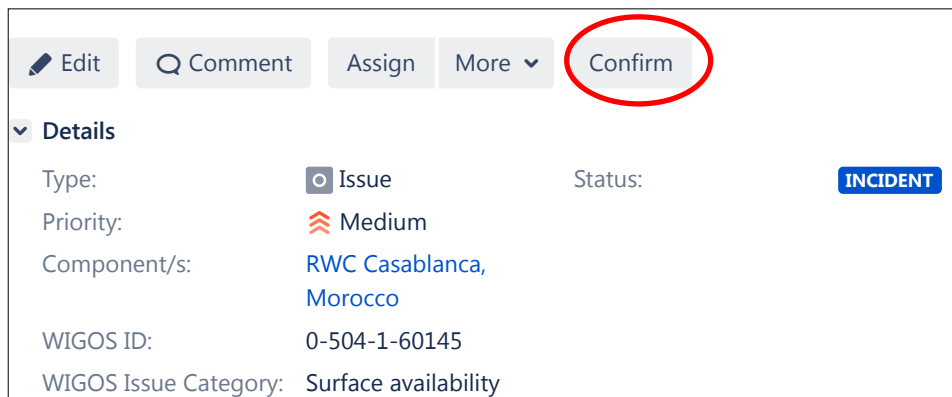 Edit Comment Assign More Confirm
Details
Type: Issue Status: INCIDENT
Priority: Medium
Component/s: RWC Casablanca,
Morocco
WIGOS ID: 0-504-1-60145
WIGOS Issue Category: Surface availability